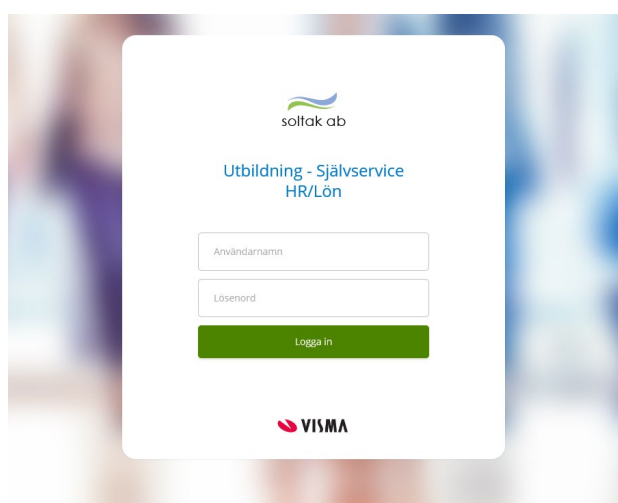 soltak ab
Utbildning - Självservice
HR/Lön
Användarnamn
Lösenord
Logga in
VISMA